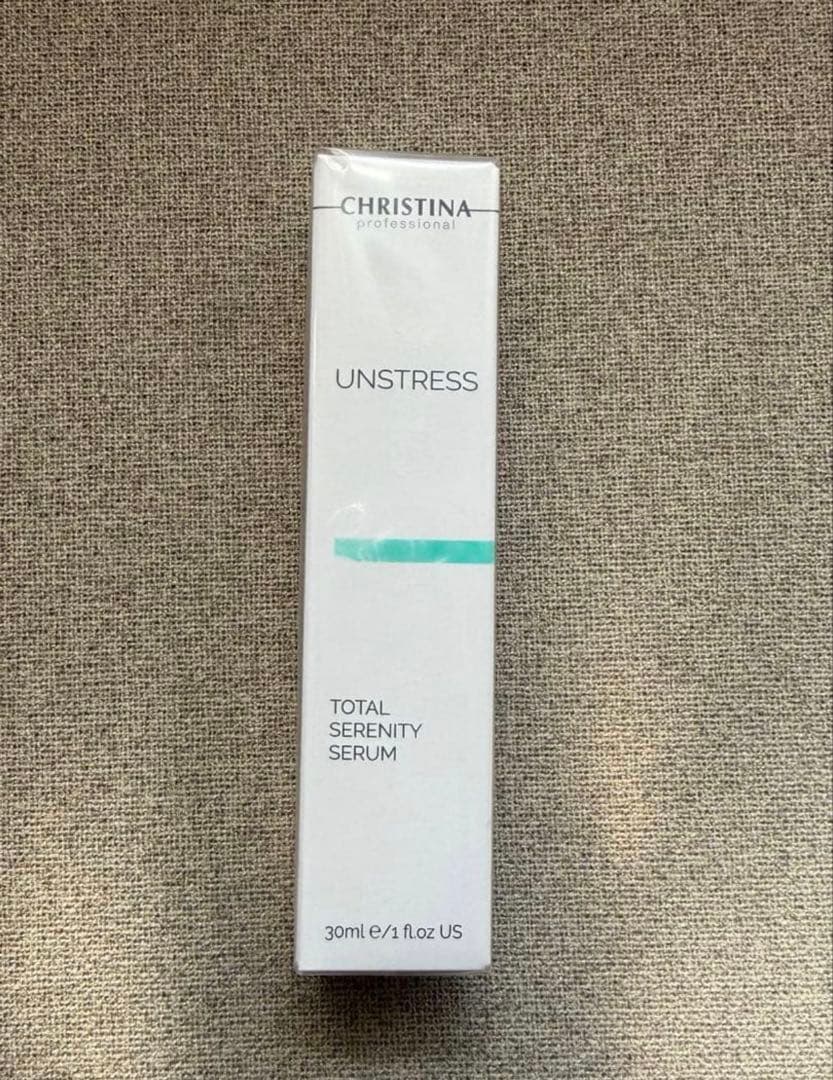 CHRISTINA
professional
UNSTRESS
TOTAL
SERENITY
SERUM
30ml e/1 fl.oz US